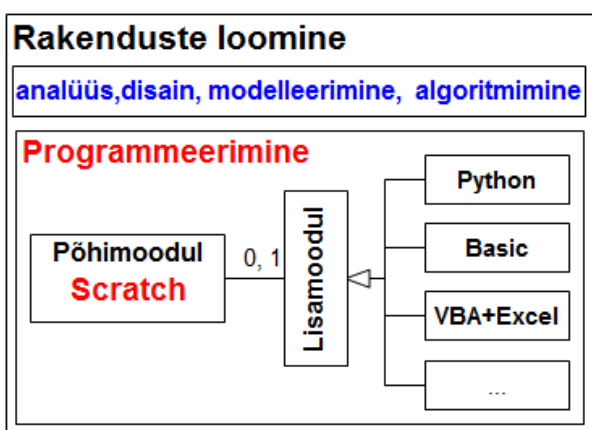 Rakenduste loomine
analüüs,disain, modelleerimine, algoritmimine
Programmeerimine
Põhimoodul
Scratch
0, 1
Lisamoodul
Python
Basic
VBA+Excel
...